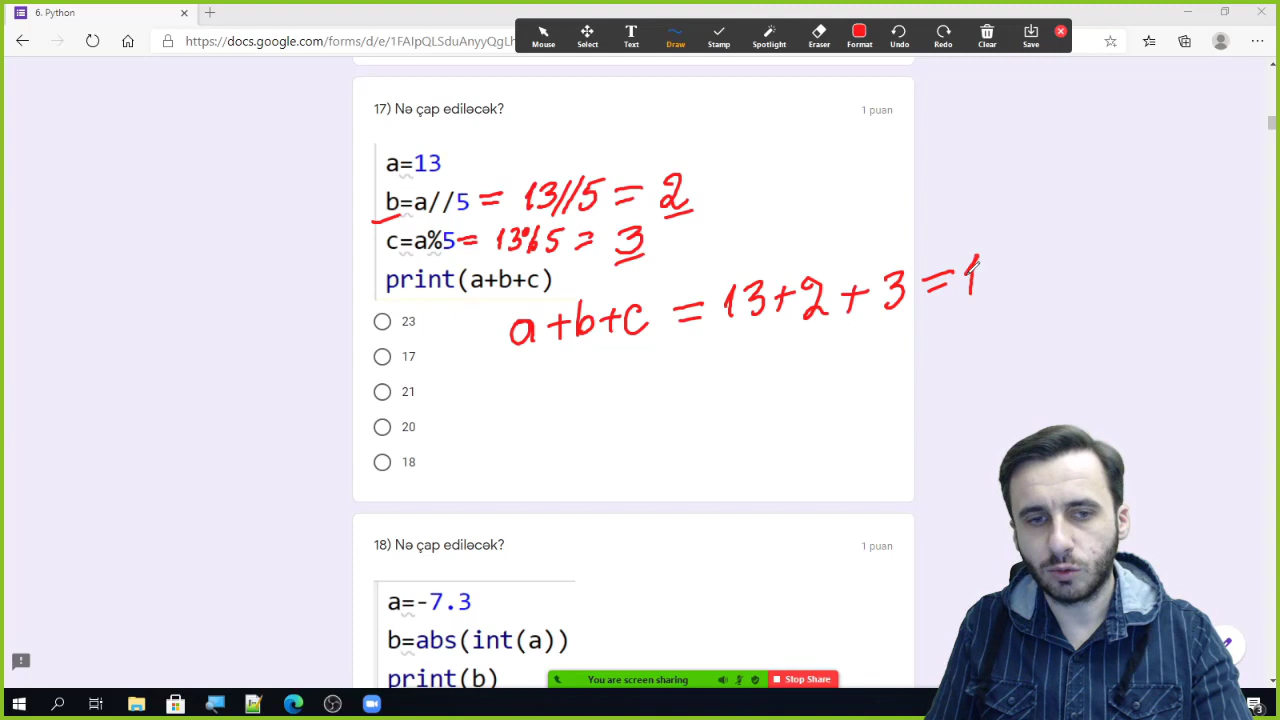 6. Python
https://docs.google.com/forms/d/e/1FAIpQLSduAnyyQgLh
Mouse Select Text Draw Stamp Spotlight Eraser Format Undo Redo Clear Save
17) Nə çap ediləcək?
1 puan
a=13
b=a//5 = 13//5 = 2
c=a%5 = 13%5 = 3
print(a+b+c)
a+b+c = 13+2+3=1
23
17
21
20
18
18) Nə çap ediləcək?
1 puan
a=-7.3
b=abs(int(a))
print(b)
You are screen sharing
Stop Share
3